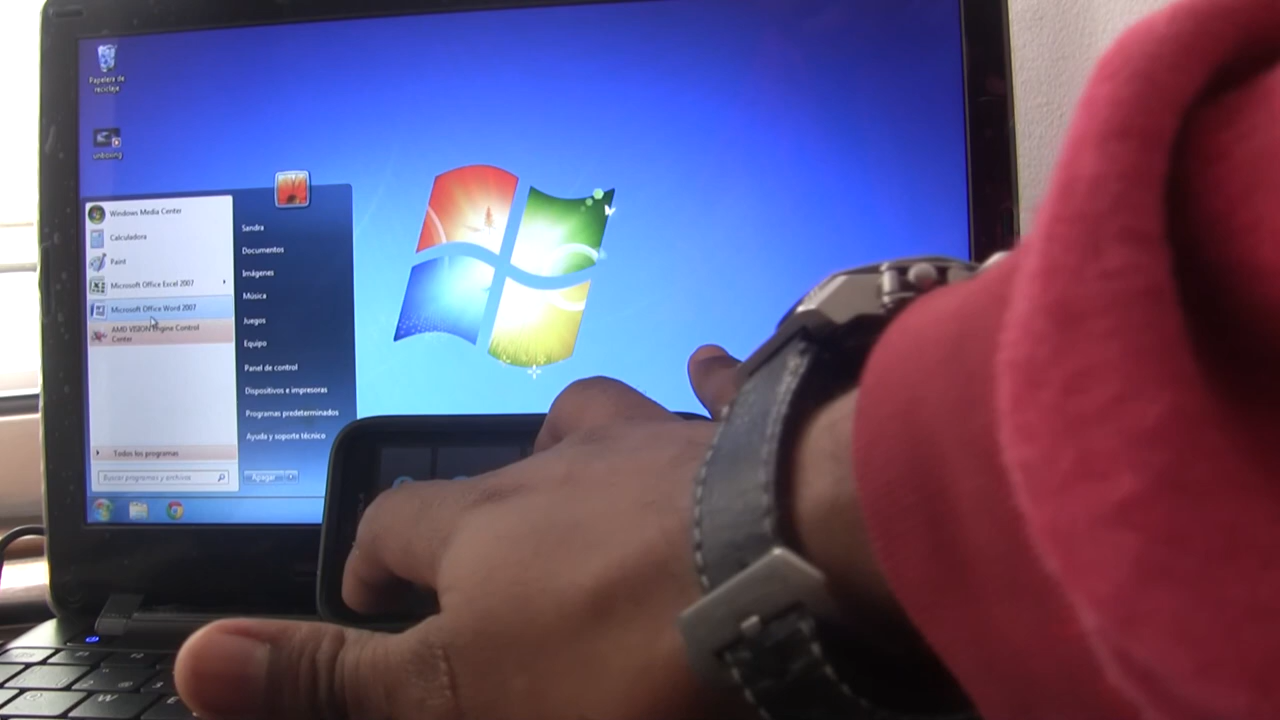 Papelera de
reciclaje
unboxing
Windows Media Center
Calculadora
Paint
Microsoft Office Excel 2007
Microsoft Office Word 2007
AMD VISION Engine Control
Center
Todos los programas
Buscar programas y archivos
Sandra
Documentos
Imágenes
Música
Juegos
Equipo
Panel de control
Dispositivos e impresoras
Programas predeterminados
Ayuda y soporte técnico
Apagar
W
E